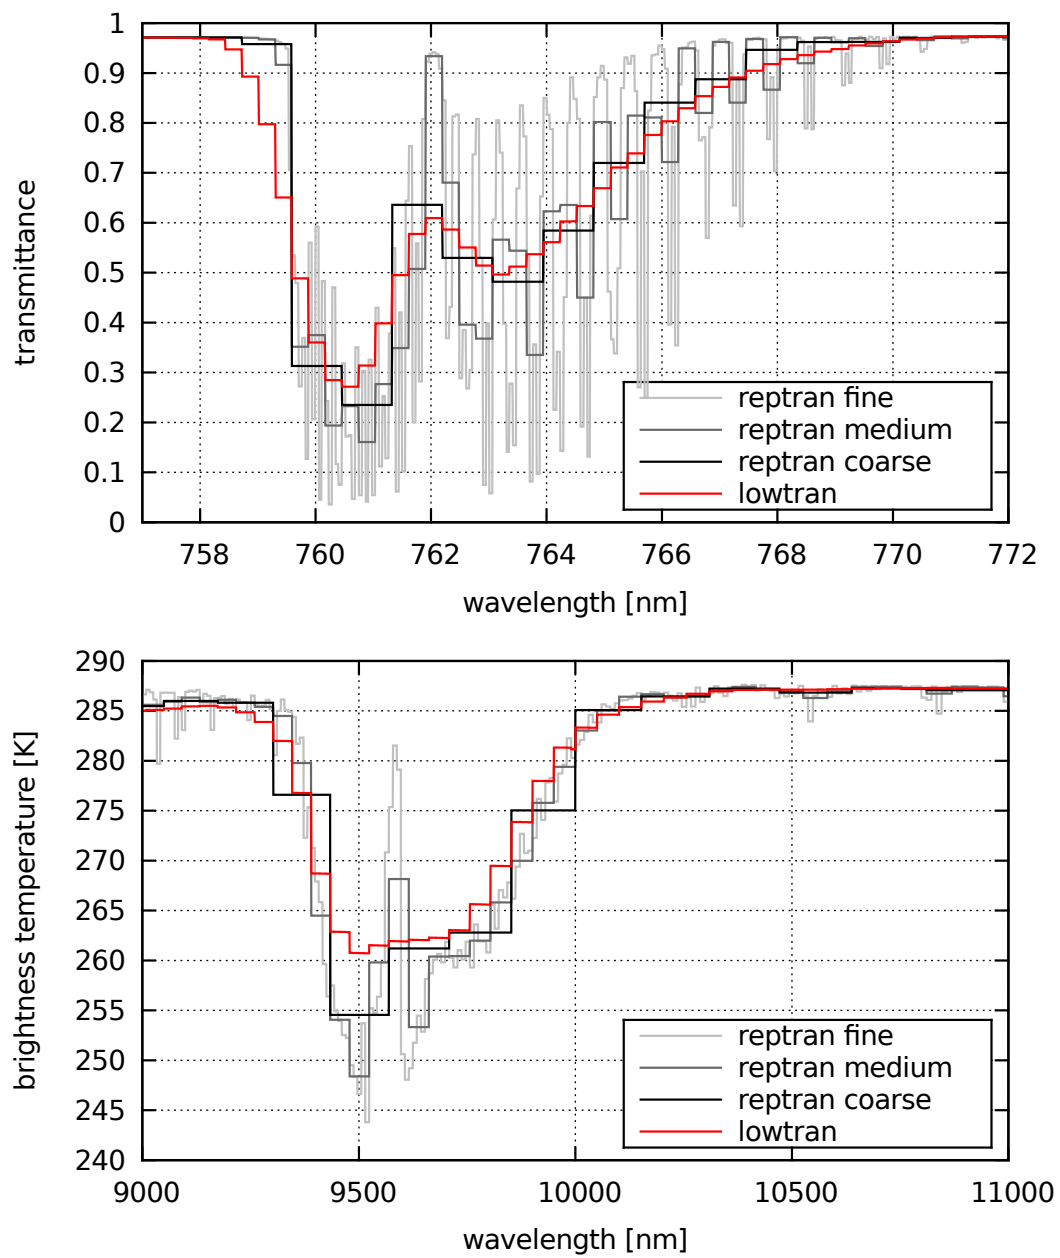 1
0.9
0.8
0.7
0.6
0.5
0.4
0.3
0.2
0.1
0
transmittance
reptran fine
reptran medium
reptran coarse
lowtran
758 760 762 764 766 768 770 772
wavelength [nm]
290
285
280
275
270
265
260
255
250
245
240
brightness temperature [K]
reptran fine
reptran medium
reptran coarse
lowtran
9000 9500 10000 10500 11000
wavelength [nm]